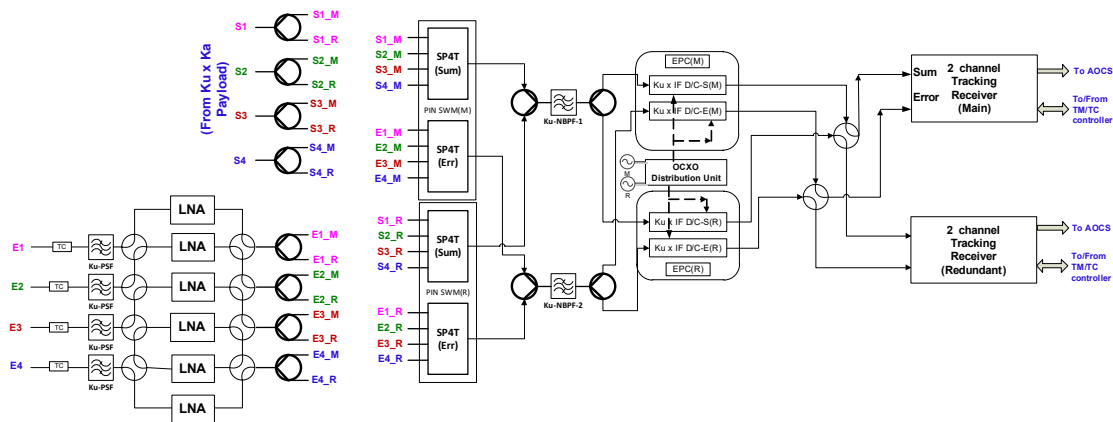 (From Ku x Ka
Payload)
S1
S1_M
S1_R
S2
S2_M
S2_R
S3
S3_M
S3_R
S4
S4_M
S4_R
E1
TC
Ku-PSF
E2
TC
Ku-PSF
E3
TC
Ku-PSF
E4
TC
Ku-PSF
LNA
LNA
LNA
LNA
LNA
LNA
E1_M
E1_R
E2_M
E2_R
E3_M
E3_R
E4_M
E4_R
S1_M
S2_M
S3_M
S4_M
SP4T
(Sum)
PIN SWM(M)
E1_M
E2_M
E3_M
E4_M
SP4T
(Err)
S1_R
S2_R
S3_R
S4_R
SP4T
(Sum)
PIN SWM(R)
E1_R
E2_R
E3_R
E4_R
SP4T
(Err)
Ku-NBPF-1
Ku-NBPF-2
EPC(M)
Ku x IF D/C-S(M)
Ku x IF D/C-E(M)
M
R
OCXO
Distribution Unit
Ku x IF D/C-S(R)
Ku x IF D/C-E(R)
EPC(R)
Sum
Error
2 channel
Tracking
Receiver
(Main)
To AOCS
To/From
TM/TC
controller
2 channel
Tracking
Receiver
(Redundant)
To AOCS
To/From
TM/TC
controller